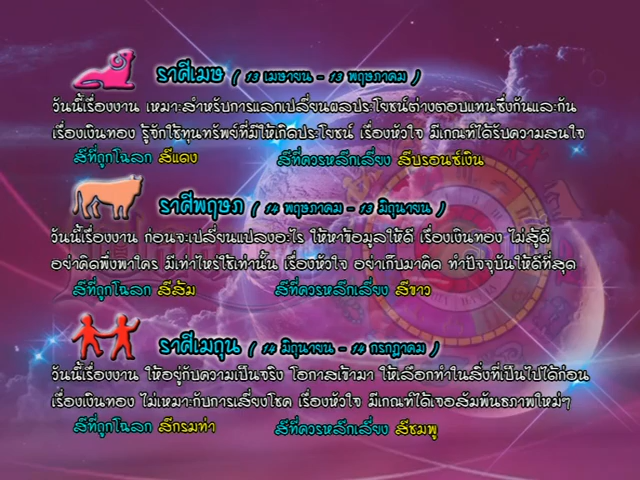 ราศีเมษ ( 13 เมษายน - 13 พฤษภาคม )
วันนี้เรื่องงาน เหมาะสำหรับการแลกเปลี่ยนผลประโยชน์ต่างตอบแทนซึ่งกันและกัน
เรื่องเงินทอง รู้จักใช้ทุนทรัพย์ที่มีให้เกิดประโยชน์ เรื่องหัวใจ มีเกณฑ์ได้รับความสนใจ
สีที่ถูกโฉลก สีแดง สีที่ควรหลีกเลี่ยง สีบรอนซ์เงิน
ราศีพฤษภ ( 14 พฤษภาคม - 13 มิถุนายน )
วันนี้เรื่องงาน ก่อนจะเปลี่ยนแปลงอะไร ให้หาข้อมูลให้ดี เรื่องเงินทอง ไม่สู้ดี
อย่าคิดพึ่งพาใคร มีเท่าไหร่ใช้เท่านั้น เรื่องหัวใจ อย่าเก็บมาคิด ทำปัจจุบันให้ดีที่สุด
สีที่ถูกโฉลก สีส้ม สีที่ควรหลีกเลี่ยง สีขาว
ราศีเมถุน ( 14 มิถุนายน - 14 กรกฎาคม )
วันนี้เรื่องงาน ให้อยู่กับความเป็นจริง โอกาสเข้ามา ให้เลือกทำในสิ่งที่เป็นไปได้ก่อน
เรื่องเงินทอง ไม่เหมาะกับการเสี่ยงโชค เรื่องหัวใจ มีเกณฑ์ได้เจอสัมพันธภาพใหม่ๆ
สีที่ถูกโฉลก สีกรมท่า สีที่ควรหลีกเลี่ยง สีชมพู